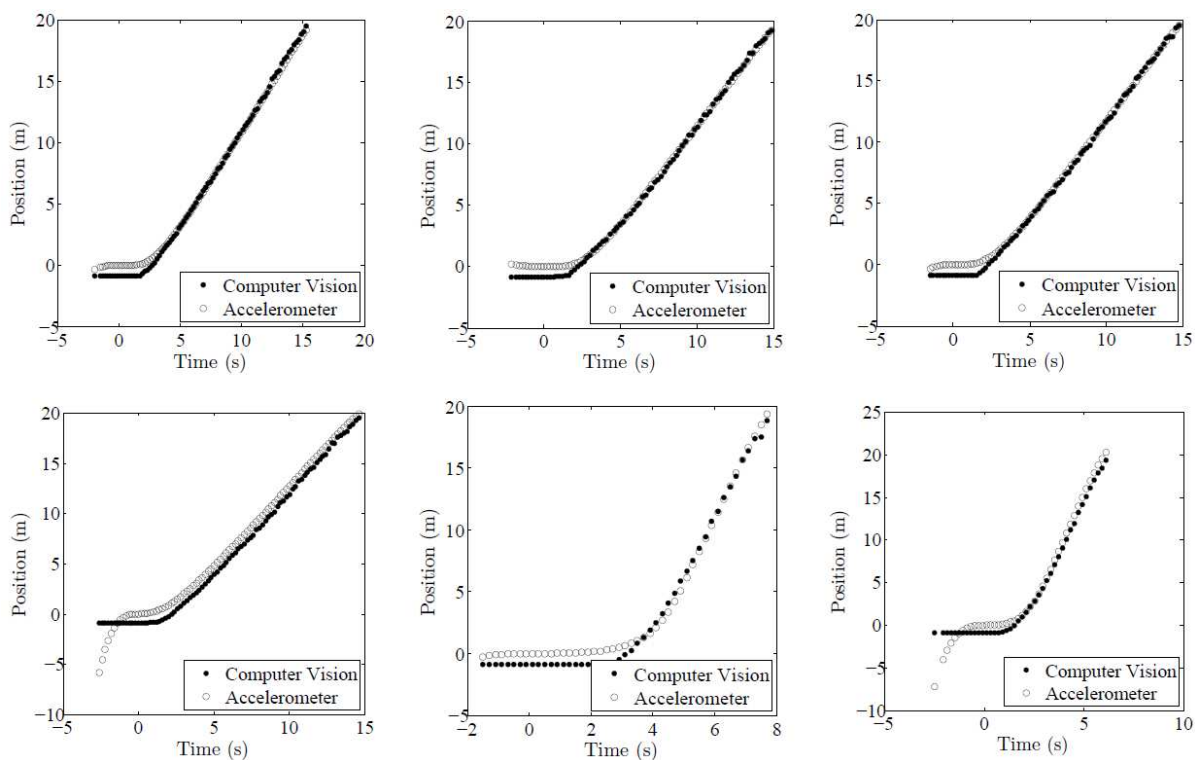 20
15
10
5
0
−5
−5 0 5 10 15 20
Position (m)
Time (s)
Computer Vision
Accelerometer
20
15
10
5
0
−5
−5 0 5 10 15
Position (m)
Time (s)
Computer Vision
Accelerometer
20
15
10
5
0
−5
−5 0 5 10 15
Position (m)
Time (s)
Computer Vision
Accelerometer
20
15
10
5
0
−5
−10
−5 0 5 10 15
Position (m)
Time (s)
Computer Vision
Accelerometer
20
15
10
5
0
−5
−2 0 2 4 6 8
Position (m)
Time (s)
Computer Vision
Accelerometer
25
20
15
10
5
0
−5
−10
−5 0 5 10
Position (m)
Time (s)
Computer Vision
Accelerometer